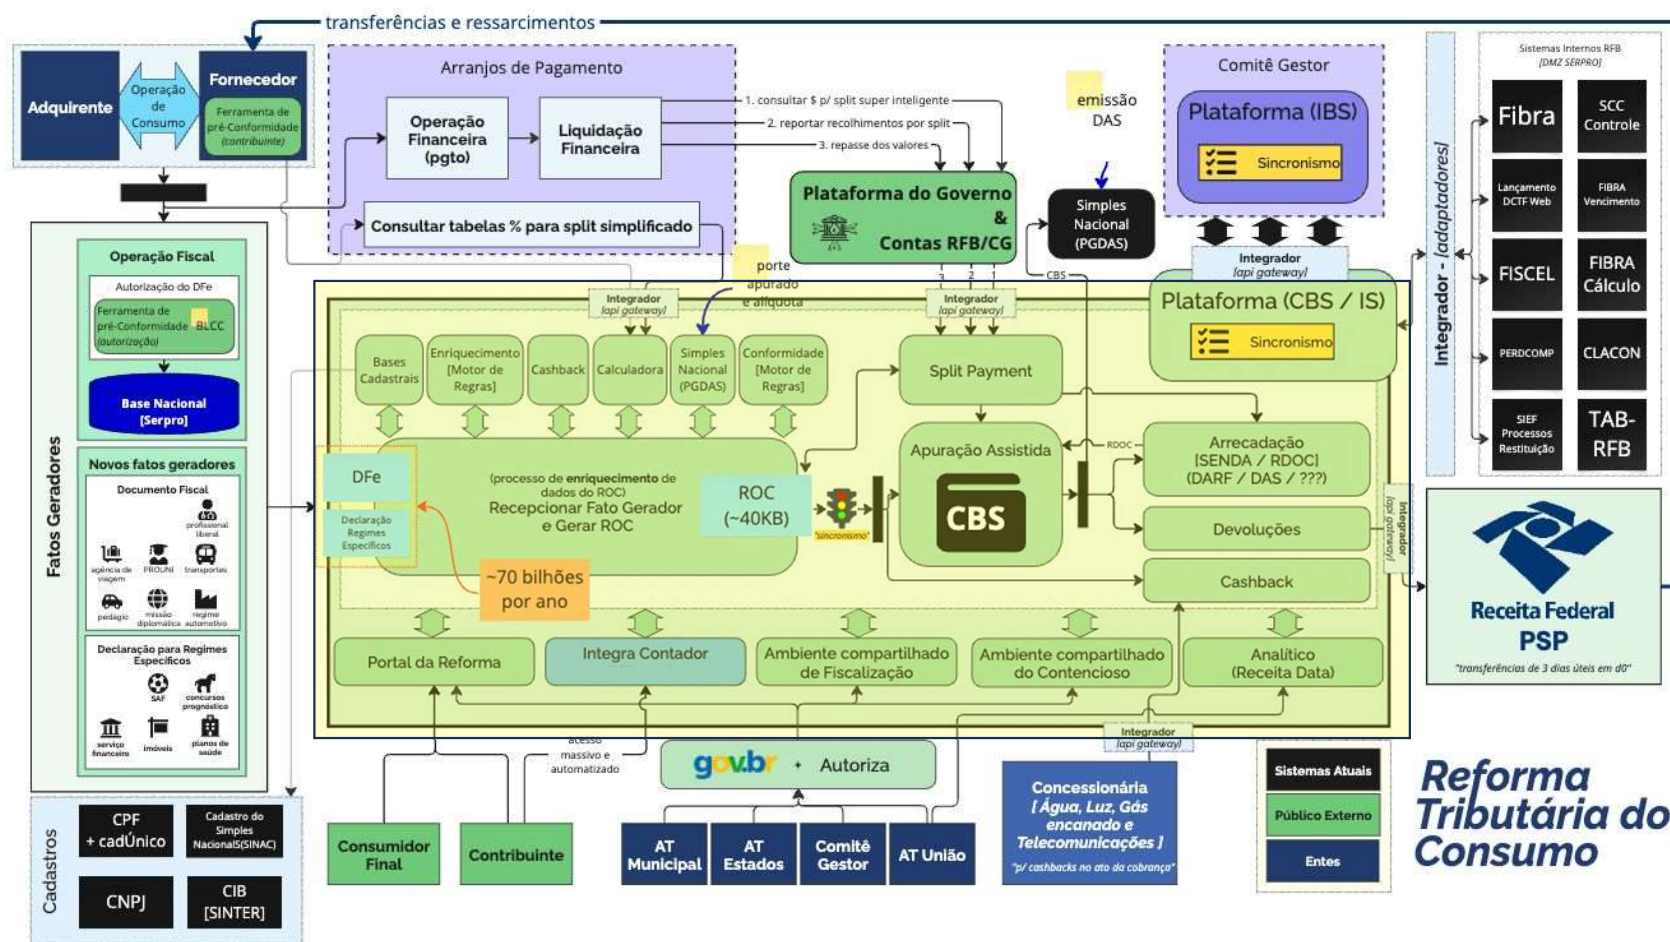 transferências e ressarcimentos
Adquirente
Operação
de
Consumo
Fornecedor
Ferramenta de
pré-Conformidade
(contribuinte)
Arranjos de Pagamento
Operação
Financeira
(pgto)
Liquidação
Financeira
1. consultar $ p/ split super inteligente
2. reportar recolhimentos por split
3. repasse dos valores
Consultar tabelas % para split simplificado
Plataforma do Governo
&
Contas RFB/CG
3
2
1
emissão
DAS
Simples
Nacional
(PGDAS)
CBS
Comitê Gestor
Plataforma (IBS)
Sincronismo
Integrador
[api gateway]
Plataforma (CBS / IS)
Sincronismo
Integrador - [adaptadores]
Sistemas Internos RFB
[DMZ SERPRO]
Fibra
SCC
Controle
Lançamento
DCTF Web
FIBRA
Vencimento
FISCEL
FIBRA
Cálculo
PERDCOMP
CLACON
SIEF
Processos
Restituição
TAB-
RFB
Fatos Geradores
Operação Fiscal
Autorização do DFe
Ferramenta de
pré-Conformidade
(autorização)
BLCC
Base Nacional
[Serpro]
Novos fatos geradores
Documento Fiscal
profissional
liberal
agência de
viagem
PROUNI
transportes
pedágio
missão
diplomática
regime
automotivo
Declaração para Regimes
Específicos
SAF
concursos
prognóstico
serviço
financeiro
imóveis
planos de
saúde
porte
apurado
e alíquota
Integrador
[api gateway]
Integrador
[api gateway]
Bases
Cadastrais
Enriquecimento
[Motor de
Regras]
Cashback
Calculadora
Simples
Nacional
(PGDAS)
Conformidade
[Motor de
Regras]
Split Payment
DFe
Declaração
Regimes
Específicos
(processo de enriquecimento de
dados do ROC)
Recepcionar Fato Gerador
e Gerar ROC
ROC
(~40KB)
"sincronismo"
~70 bilhões
por ano
Apuração Assistida
CBS
RDOC
Arrecadação
[SENDA / RDOC]
(DARF / DAS / ???)
Devoluções
Cashback
Integrador
[api gateway]
Receita Federal
PSP
"transferências de 3 dias úteis em d0"
Portal da Reforma
Integra Contador
Ambiente compartilhado
de Fiscalização
Ambiente compartilhado
do Contencioso
Analítico
(Receita Data)
Integrador
[api gateway]
acesso
massivo e
automatizado
gov.br + Autoriza
Cadastros
CPF
+ cadÚnico
Cadastro do
Simples
NacionalS(SINAC)
CNPJ
CIB
[SINTER]
Consumidor
Final
Contribuinte
AT
Municipal
AT
Estados
Comitê
Gestor
AT União
Concessionária
[ Água, Luz, Gás
encanado e
Telecomunicações ]
"p/ cashbacks no ato da cobrança"
Sistemas Atuais
Público Externo
Entes
Reforma
Tributária do
Consumo